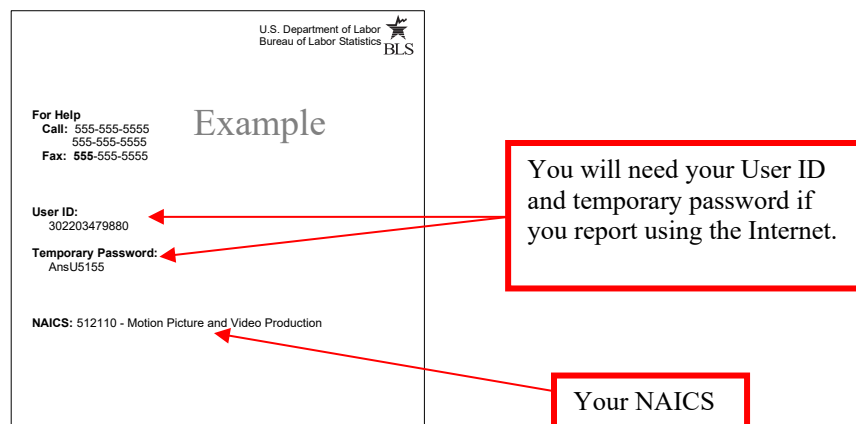 U.S. Department of Labor
Bureau of Labor Statistics
BLS
For Help
Call: 555-555-5555
555-555-5555
Fax: 555-555-5555
Example
User ID:
302203479880
Temporary Password:
AnsU5155
NAICS: 512110 - Motion Picture and Video Production
You will need your User ID
and temporary password if
you report using the Internet.
Your NAICS